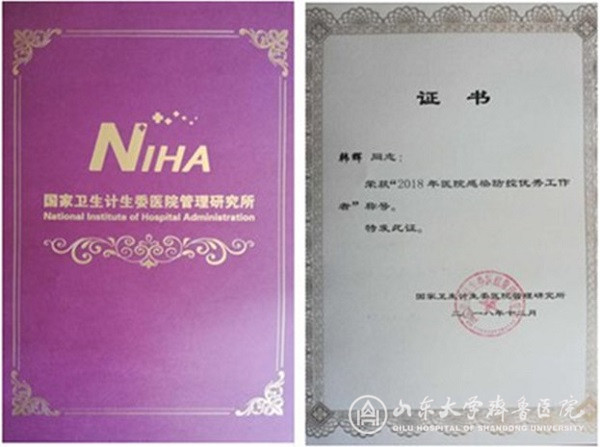 NIHA
国家卫生计生委医院管理研究所
National Institute of Hospital Administration
证 书
韩辉 同志:
荣获“2018年医院感染防控优秀工作
者”称号。
特发此证。
国家卫生计生委医院管理研究所
二〇一八年十二月
山东大学齐鲁医院
QILU HOSPITAL OF SHANDONG UNIVERSITY